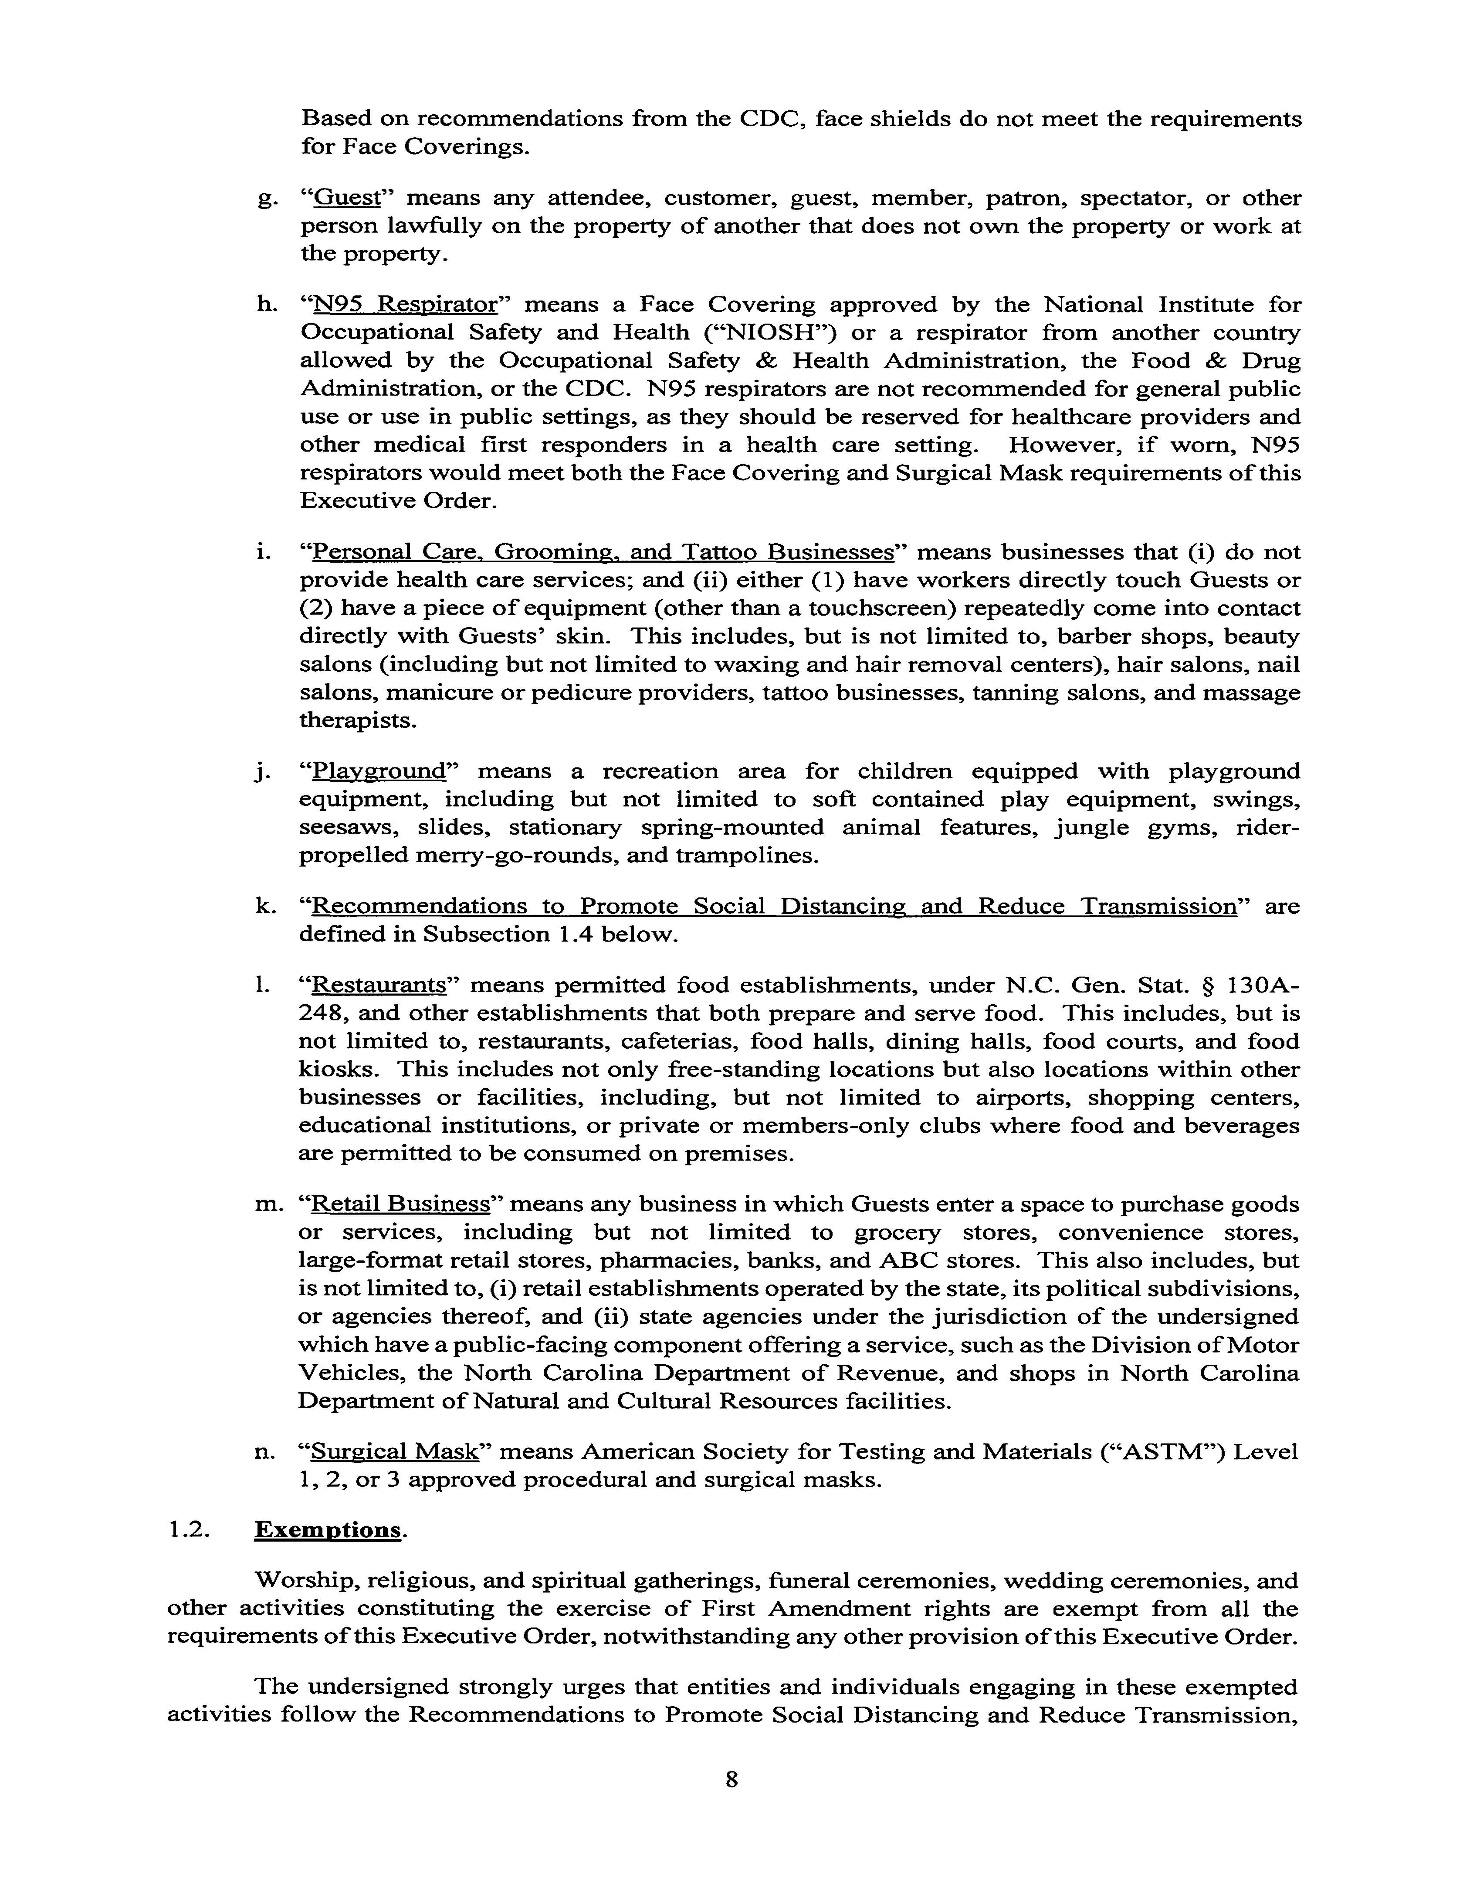 Based on recommendations from the CDC, face shields do not meet the requirements
for Face Coverings.
g. “Guest” means any attendee, customer, guest, member, patron, spectator, or other
person lawfully on the property of another that does not own the property or work at
the property.
h. “N95 Respirator” means a Face Covering approved by the National Institute for
Occupational Safety and Health (“NIOSH”) or a respirator from another country
allowed by the Occupational Safety & Health Administration, the Food & Drug
Administration, or the CDC. N95 respirators are not recommended for general public
use or use in public settings, as they should be reserved for healthcare providers and
other medical first responders in a health care setting. However, if worn, N95
respirators would meet both the Face Covering and Surgical Mask requirements of this
Executive Order.
i. “Personal Care, Grooming, and Tattoo Businesses” means businesses that (i) do not
provide health care services; and (ii) either (1) have workers directly touch Guests or
(2) have a piece of equipment (other than a touchscreen) repeatedly come into contact
directly with Guests’ skin. This includes, but is not limited to, barber shops, beauty
salons (including but not limited to waxing and hair removal centers), hair salons, nail
salons, manicure or pedicure providers, tattoo businesses, tanning salons, and massage
therapists.
j. “Playground” means a recreation area for children equipped with playground
equipment, including but not limited to soft contained play equipment, swings,
seesaws, slides, stationary spring-mounted animal features, jungle gyms, rider-
propelled merry-go-rounds, and trampolines.
k. “Recommendations to Promote Social Distancing and Reduce Transmission” are
defined in Subsection 1.4 below.
l. “Restaurants” means permitted food establishments, under N.C. Gen. Stat. § 130A-
248, and other establishments that both prepare and serve food. This includes, but is
not limited to, restaurants, cafeterias, food halls, dining halls, food courts, and food
kiosks. This includes not only free-standing locations but also locations within other
businesses or facilities, including, but not limited to airports, shopping centers,
educational institutions, or private or members-only clubs where food and beverages
are permitted to be consumed on premises.
m. “Retail Business” means any business in which Guests enter a space to purchase goods
or services, including but not limited to grocery stores, convenience stores,
large-format retail stores, pharmacies, banks, and ABC stores. This also includes, but
is not limited to, (i) retail establishments operated by the state, its political subdivisions,
or agencies thereof, and (ii) state agencies under the jurisdiction of the undersigned
which have a public-facing component offering a service, such as the Division of Motor
Vehicles, the North Carolina Department of Revenue, and shops in North Carolina
Department of Natural and Cultural Resources facilities.
n. “Surgical Mask” means American Society for Testing and Materials (“ASTM”) Level
1, 2, or 3 approved procedural and surgical masks.
1.2. Exemptions.
Worship, religious, and spiritual gatherings, funeral ceremonies, wedding ceremonies, and
other activities constituting the exercise of First Amendment rights are exempt from all the
requirements of this Executive Order, notwithstanding any other provision of this Executive Order.
The undersigned strongly urges that entities and individuals engaging in these exempted
activities follow the Recommendations to Promote Social Distancing and Reduce Transmission,
8